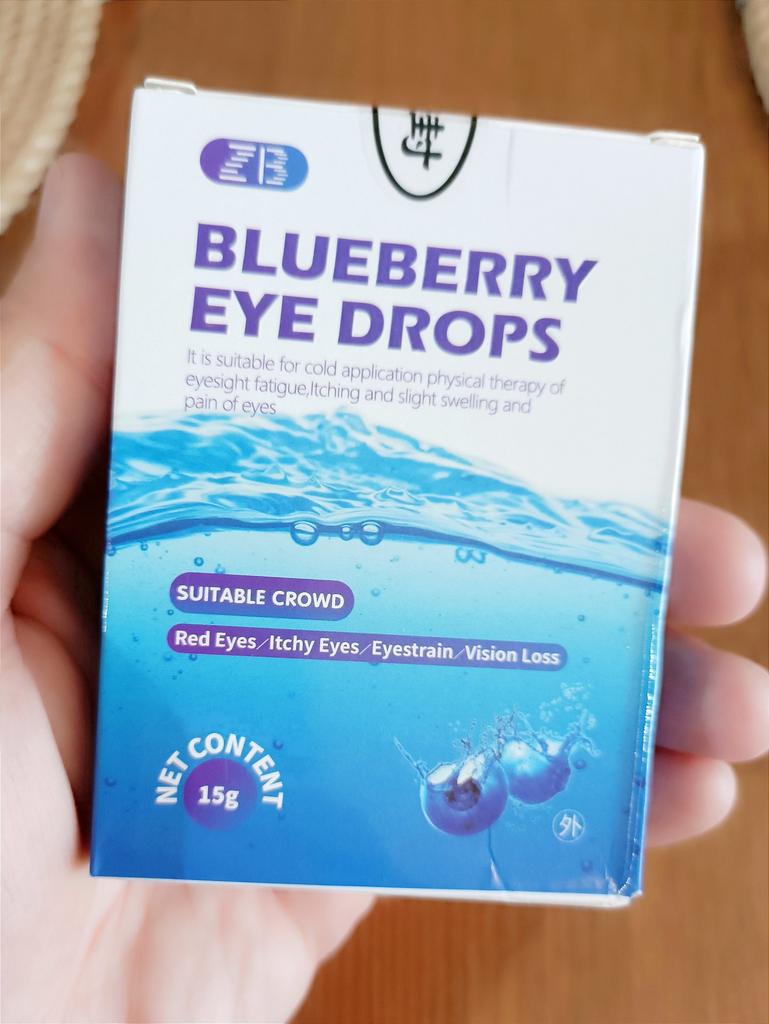 ZB
BLUEBERRY
EYE DROPS
It is suitable for cold application physical therapy of
eyesight fatigue,Itching and slight swelling and
pain of eyes
SUITABLE CROWD
Red Eyes/Itchy Eyes/Eyestrain/Vision Loss
NET CONTENT
15g
外